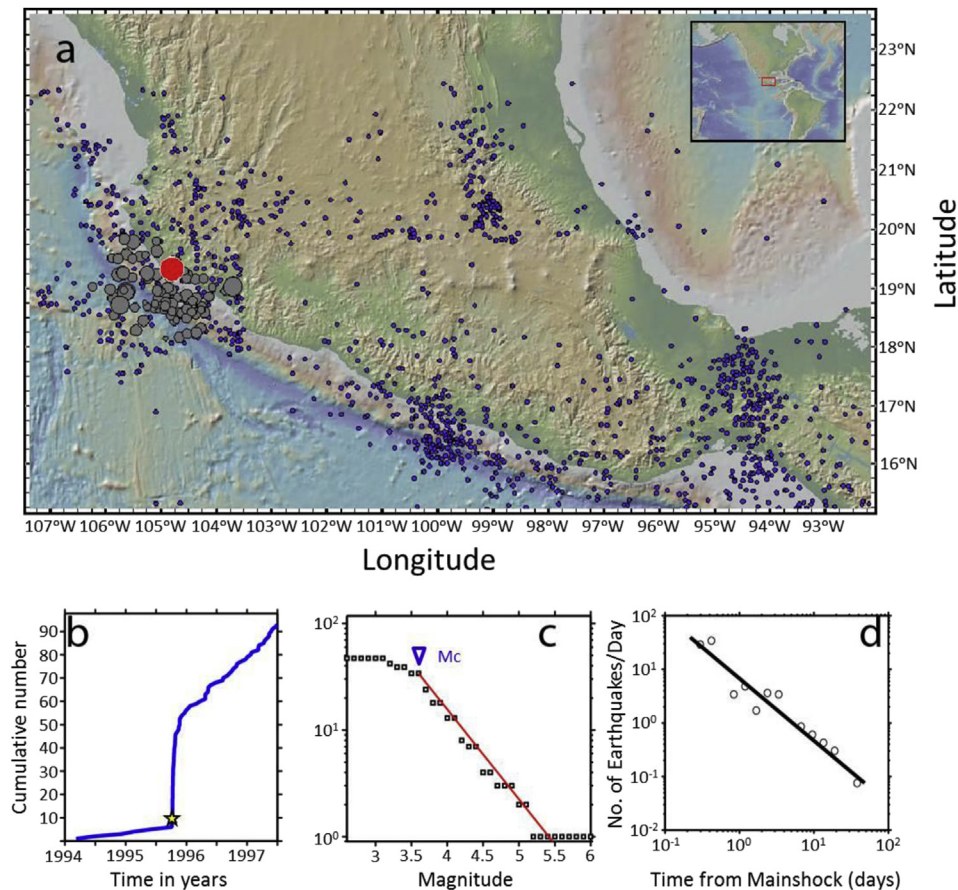 a
23°N
22°N
21°N
20°N
19°N
18°N
17°N
16°N
Latitude
107°W 106°W 105°W 104°W 103°W 102°W 101°W 100°W 99°W 98°W 97°W 96°W 95°W 94°W 93°W
Longitude
b
90
80
70
60
50
40
30
20
10
Cumulative number
1994 1995 1996 1997
Time in years
c
Mc
10²
10¹
10⁰
3 3.5 4 4.5 5 5.5 6
Magnitude
d
10²
10¹
10⁰
10⁻¹
10⁻²
No. of Earthquakes/Day
10⁻¹ 10⁰ 10¹ 10²
Time from Mainshock (days)